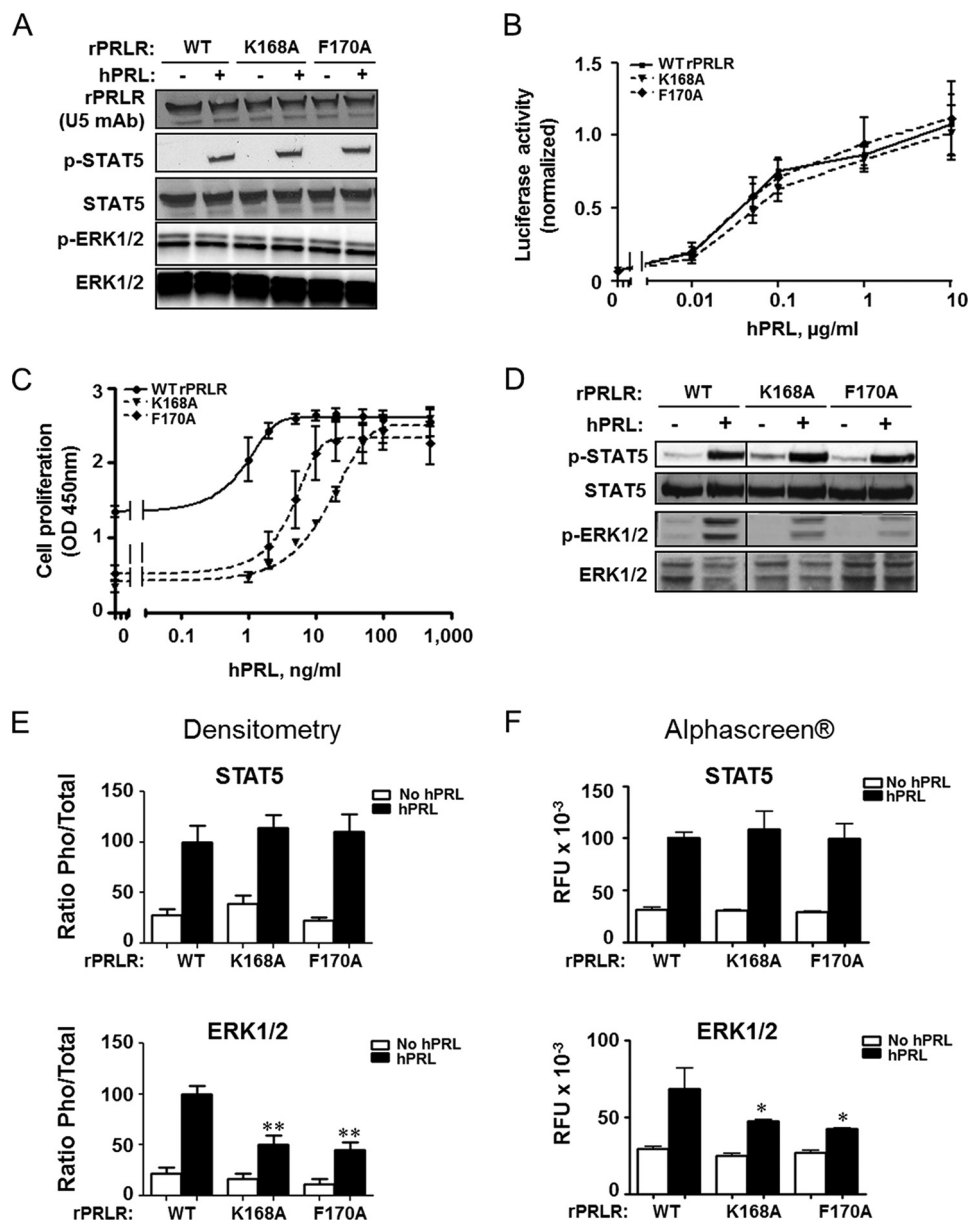 A
rPRLR: WT K168A F170A
hPRL: - + - + - +
rPRLR
(U5 mAb)
p-STAT5
STAT5
p-ERK1/2
ERK1/2
B
WT rPRLR
K168A
F170A
Luciferase activity
(normalized)
1.5
1.0
0.5
0
0 0.01 0.1 1 10
hPRL, µg/ml
C
WT rPRLR
K168A
F170A
Cell proliferation
(OD 450nm)
3
2
1
0
0 0.1 1 10 100 1,000
hPRL, ng/ml
D
rPRLR: WT K168A F170A
hPRL: - + - + - +
p-STAT5
STAT5
p-ERK1/2
ERK1/2
E
Densitometry
STAT5
No hPRL
hPRL
Ratio Pho/Total
150
100
50
0
rPRLR: WT K168A F170A
ERK1/2
No hPRL
hPRL
Ratio Pho/Total
150
100
50
0
** **
rPRLR: WT K168A F170A
F
Alphascreen®
STAT5
No hPRL
hPRL
RFU x 10-3
150
100
50
0
rPRLR: WT K168A F170A
ERK1/2
No hPRL
hPRL
RFU x 10-3
100
50
0
* *
rPRLR: WT K168A F170A